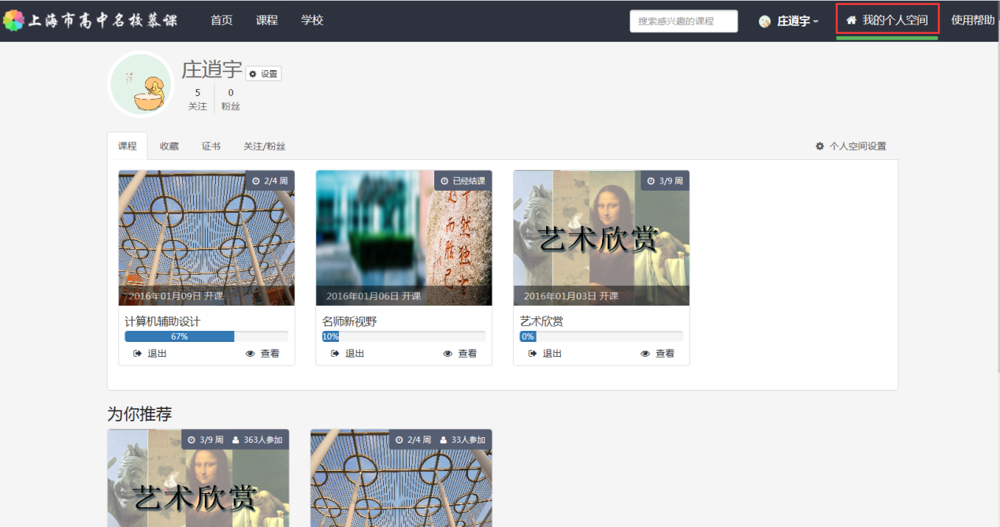 上海市高中名校慕课 首页 课程 学校 搜索感兴趣的课程 庄逍宇 我的个人空间 使用帮助
庄逍宇 设置
5 0
关注 粉丝
课程 收藏 证书 关注/粉丝 个人空间设置
2/4 周
2016年01月09日 开课
计算机辅助设计
67%
退出 查看
已经结课
2016年01月06日 开课
名师新视野
10%
退出 查看
3/9 周
艺术欣赏
2016年01月03日 开课
艺术欣赏
0%
退出 查看
为你推荐
3/9 周 363人参加
艺术欣赏
2/4 周 33人参加